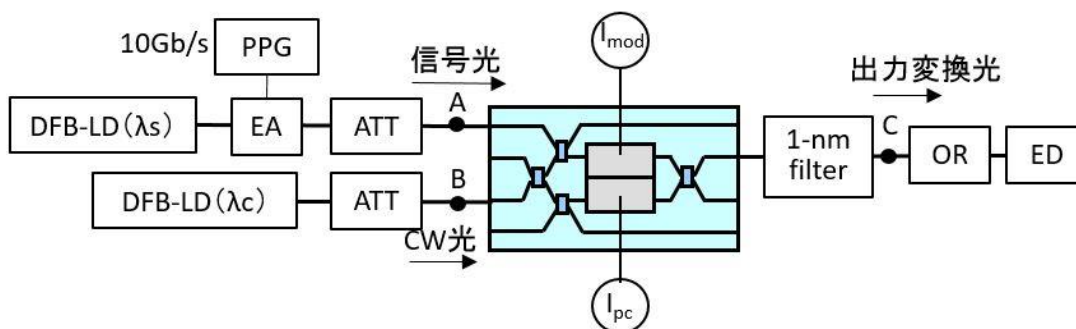 10Gb/s
PPG
I_mod
信号光
出力変換光
A
DFB-LD(λs)
EA
ATT
C
1-nm
filter
OR
ED
B
DFB-LD(λc)
ATT
CW光
I_pc